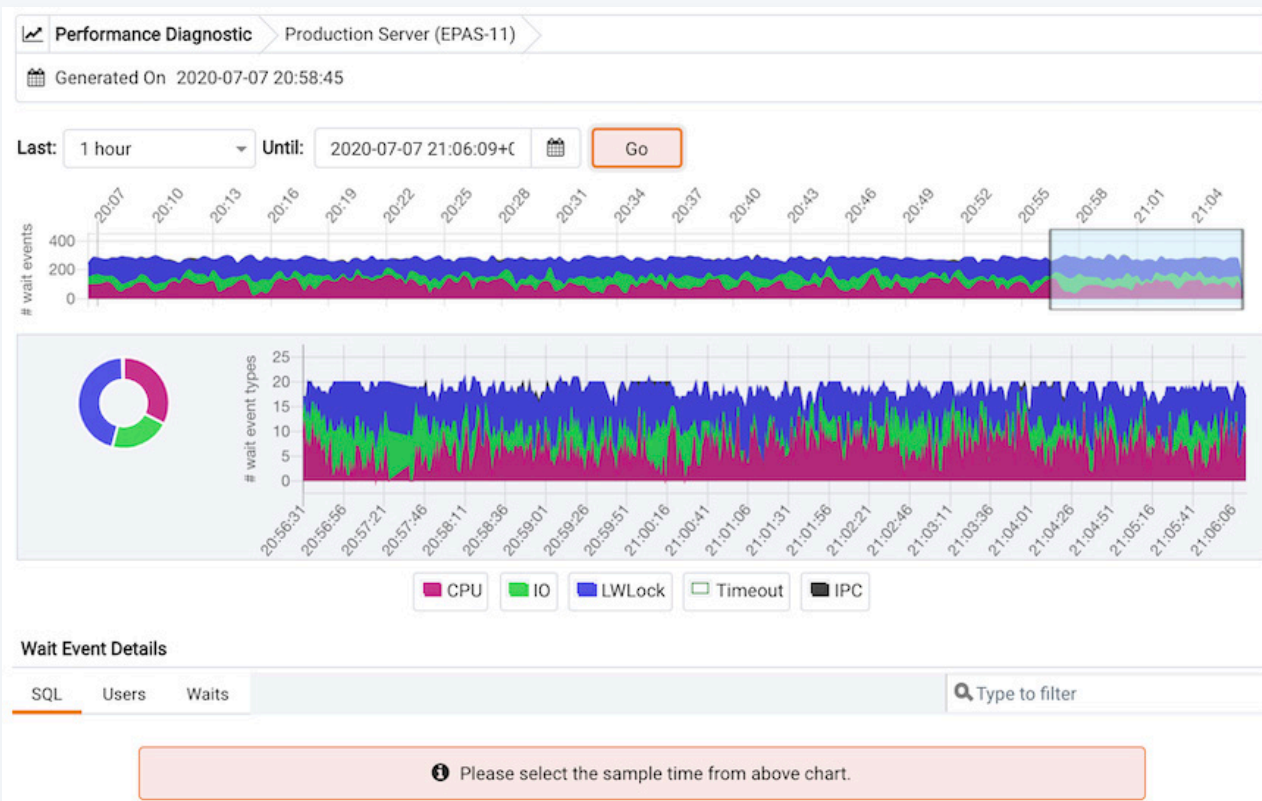 Performance Diagnostic Production Server (EPAS-11)
Generated On 2020-07-07 20:58:45
Last: 1 hour Until: 2020-07-07 21:06:09+0 Go
20:07 20:10 20:13 20:16 20:19 20:22 20:25 20:28 20:31 20:34 20:37 20:40 20:43 20:46 20:49 20:52 20:55 20:58 21:01 21:04
# wait events
400
200
0
# wait event types
25
20
15
10
5
0
20:56:31 20:56:56 20:57:21 20:57:46 20:58:11 20:58:36 20:59:01 20:59:26 20:59:51 21:00:16 21:00:41 21:01:06 21:01:31 21:01:56 21:02:21 21:02:46 21:03:11 21:03:36 21:04:01 21:04:26 21:04:51 21:05:16 21:05:41 21:06:06
CPU IO LWLock Timeout IPC
Wait Event Details
SQL Users Waits Type to filter
Please select the sample time from above chart.